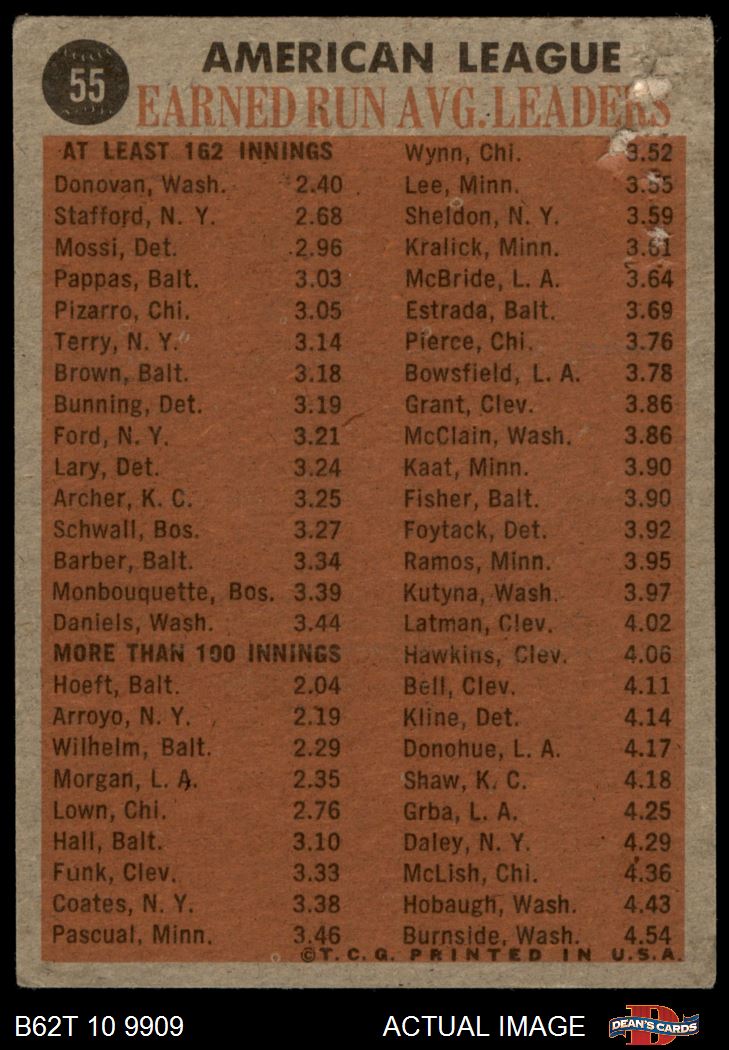 55
AMERICAN LEAGUE
EARNED RUN AVG. LEADERS
AT LEAST 162 INNINGS
Donovan, Wash. 2.40
Stafford, N. Y. 2.68
Mossi, Det. 2.96
Pappas, Balt. 3.03
Pizarro, Chi. 3.05
Terry, N. Y. 3.14
Brown, Balt. 3.18
Bunning, Det. 3.19
Ford, N. Y. 3.21
Lary, Det. 3.24
Archer, K. C. 3.25
Schwall, Bos. 3.27
Barber, Balt. 3.34
Monbouquette, Bos. 3.39
Daniels, Wash. 3.44
MORE THAN 100 INNINGS
Hoeft, Balt. 2.04
Arroyo, N. Y. 2.19
Wilhelm, Balt. 2.29
Morgan, L. A. 2.35
Lown, Chi. 2.76
Hall, Balt. 3.10
Funk, Clev. 3.33
Coates, N. Y. 3.38
Pascual, Minn. 3.46
Wynn, Chi. 3.52
Lee, Minn. 3.55
Sheldon, N. Y. 3.59
Kralick, Minn. 3.61
McBride, L. A. 3.64
Estrada, Balt. 3.69
Pierce, Chi. 3.76
Bowsfield, L. A. 3.78
Grant, Clev. 3.86
McClain, Wash. 3.86
Kaat, Minn. 3.90
Fisher, Balt. 3.90
Foytack, Det. 3.92
Ramos, Minn. 3.95
Kutyna, Wash. 3.97
Latman, Clev. 4.02
Hawkins, Clev. 4.06
Bell, Clev. 4.11
Kline, Det. 4.14
Donohue, L. A. 4.17
Shaw, K. C. 4.18
Grba, L. A. 4.25
Daley, N. Y. 4.29
McLish, Chi. 4.36
Hobaugh, Wash. 4.43
Burnside, Wash. 4.54
©T. C. G. PRINTED IN U.S.A.
B62T 10 9909
ACTUAL IMAGE
DEAN'S CARDS